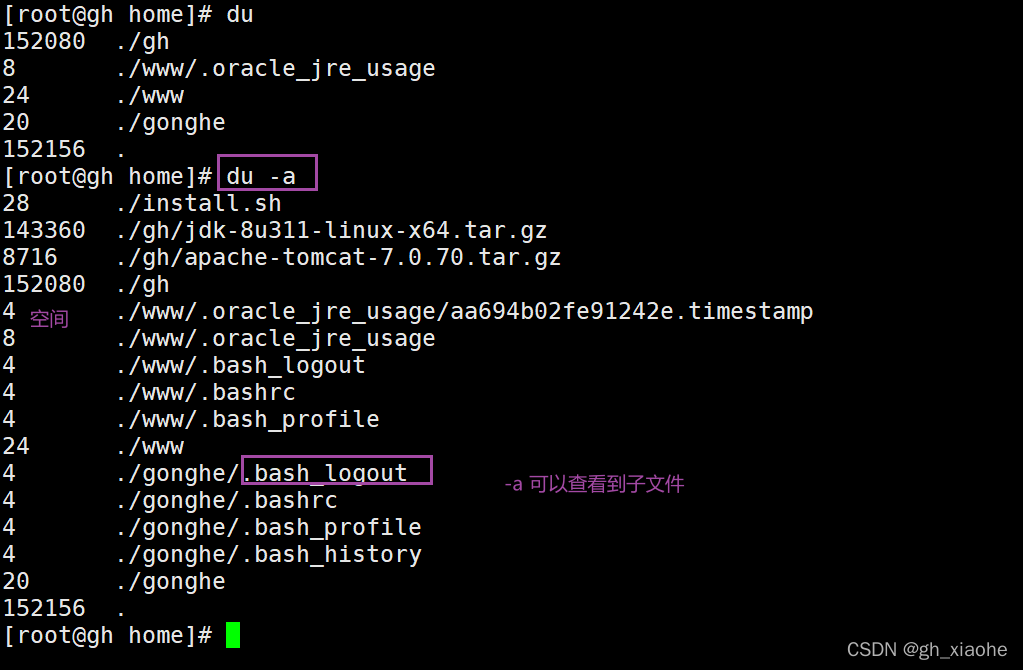 [root@gh home]# du
152080  ./gh
8       ./www/.oracle_jre_usage
24      ./www
20      ./gonghe
152156  .
[root@gh home]# du -a
28      ./install.sh
143360  ./gh/jdk-8u311-linux-x64.tar.gz
8716    ./gh/apache-tomcat-7.0.70.tar.gz
152080  ./gh
4       ./www/.oracle_jre_usage/aa694b02fe91242e.timestamp
空间
8       ./www/.oracle_jre_usage
4       ./www/.bash_logout
4       ./www/.bashrc
4       ./www/.bash_profile
24      ./www
4       ./gonghe/.bash_logout
-a 可以查看到子文件
4       ./gonghe/.bashrc
4       ./gonghe/.bash_profile
4       ./gonghe/.bash_history
20      ./gonghe
152156  .
[root@gh home]#
CSDN @gh_xiaohe